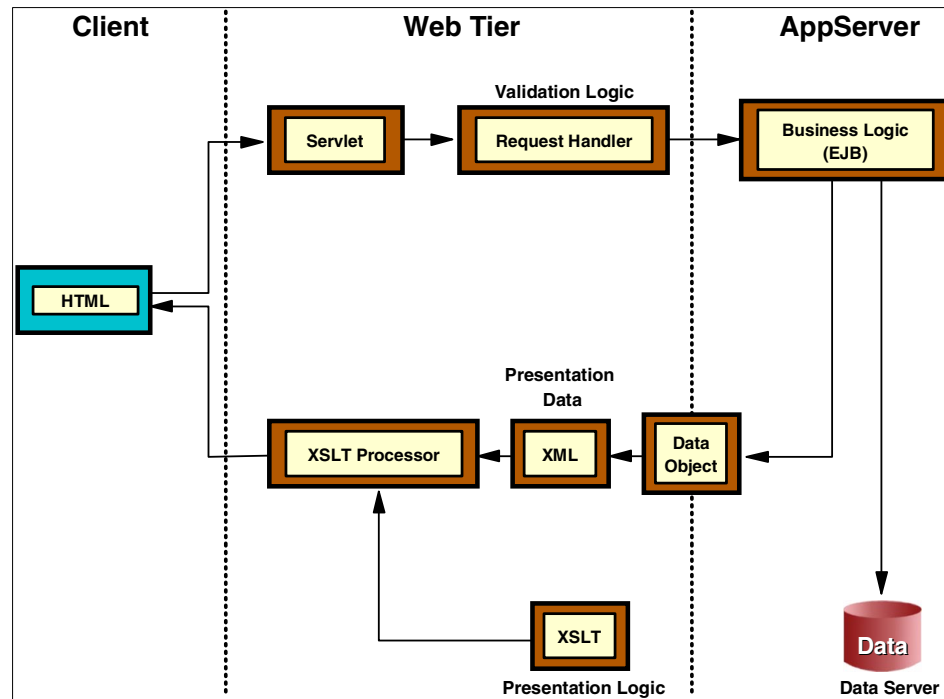 Client
Web Tier
AppServer
Validation Logic
Servlet
Request Handler
Business Logic
(EJB)
HTML
Presentation
Data
XSLT Processor
XML
Data
Object
XSLT
Presentation Logic
Data
Data Server